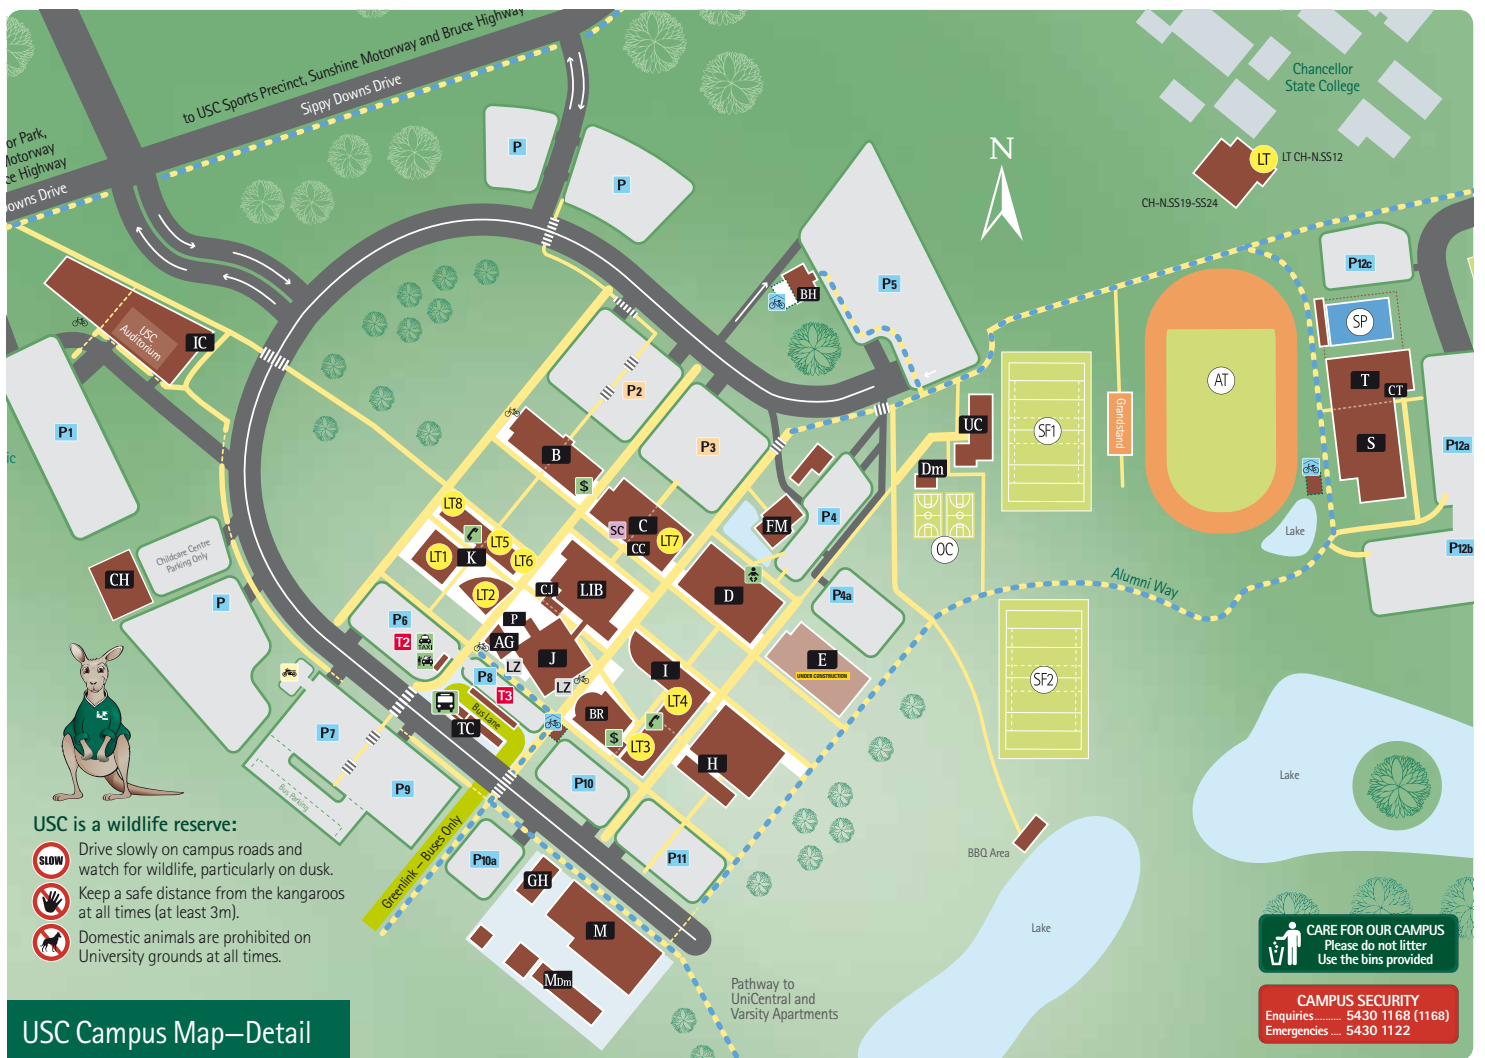 to USC Sports Precinct, Sunshine Motorway and Bruce Highway
Sippy Downs Drive
or Park,
Motorway
ce Highway
Downs Drive
Chancellor
State College
N
LT
LT CH-N.SS12
CH-N.SS19-SS24
P
P
P5
P12c
BH
SP
USC
Auditorium
IC
T
CT
AT
P2
Grandstand
P1
ic
UC
SF1
S
P12a
B
P3
Dm
$
LT8
SC
C
CC
LT7
FM
P4
Lake
LT5
LT1
K
LT6
OC
P12b
Childcare Centre
Parking Only
CH
CJ
LIB
D
Alumni Way
LT2
P4a
P
P6
P
T2
TAXI
AG
J
LZ
E
UNDER CONSTRUCTION
I
P8
T3
LZ
SF2
LT4
Bus Lane
BR
TC
P7
$
LT3
H
Lake
P9
P10
Bus Parking
USC is a wildlife reserve:
SLOW
Drive slowly on campus roads and
watch for wildlife, particularly on dusk.
Keep a safe distance from the kangaroos
at all times (at least 3m).
Domestic animals are prohibited on
University grounds at all times.
Greenlink – Buses Only
P10a
P11
BBQ Area
GH
M
Lake
MDm
Pathway to
UniCentral and
Varsity Apartments
CARE FOR OUR CAMPUS
Please do not litter
Use the bins provided
CAMPUS SECURITY
Enquiries.......... 5430 1168 (1168)
Emergencies .... 5430 1122
USC Campus Map–Detail